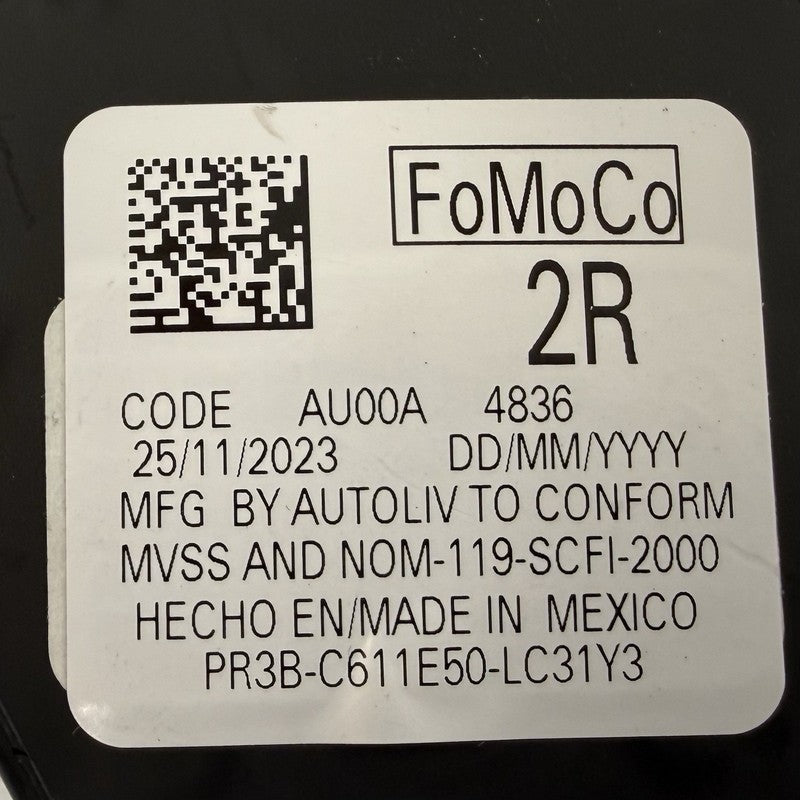 FoMoCo
2R
CODE AU00A 4836
25/11/2023 DD/MM/YYYY
MFG BY AUTOLIV TO CONFORM
MVSS AND NOM-119-SCFI-2000
HECHO EN/MADE IN MEXICO
PR3B-C611E50-LC31Y3